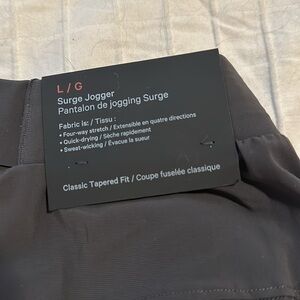 L / G
Surge Jogger
Pantalon de jogging Surge
Fabric Is: / Tissu :
• Four-way stretch / Extensible en quatre directions
• Quick-drying / Sèche rapidement
• Sweat-wicking / Évacue la sueur
Classic Tapered Fit / Coupe fuselée classique